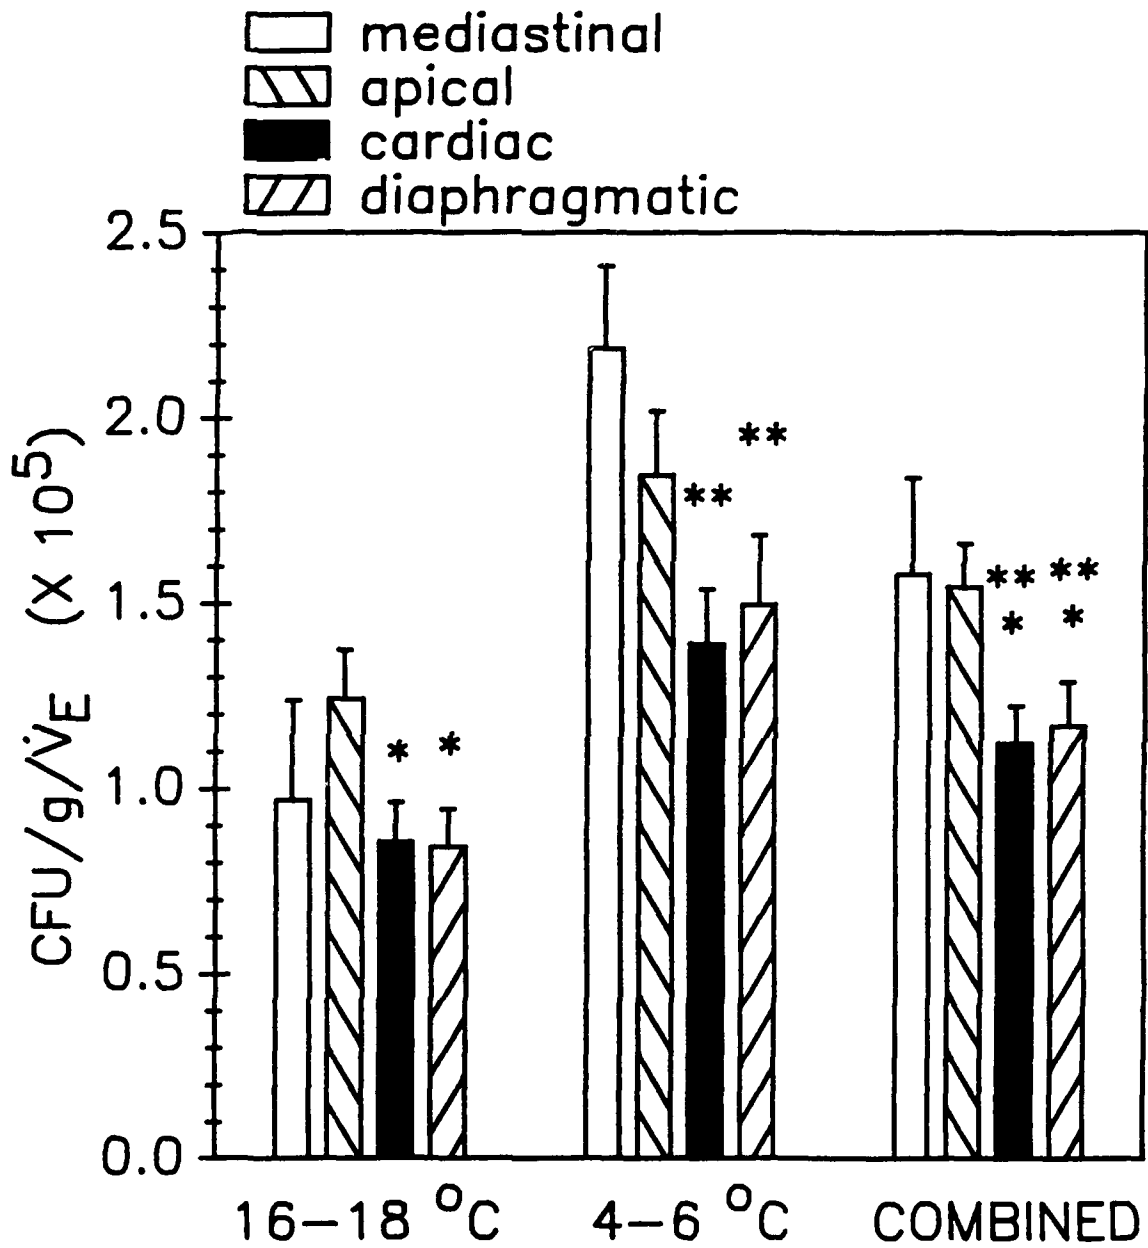 mediastinal
apical
cardiac
diaphragmatic
2.5
2.0
1.5
1.0
0.5
0.0
CFU/g/V̇E (X 10⁵)
**
**
** **
* *
* *
16-18 °C 4-6 °C COMBINED